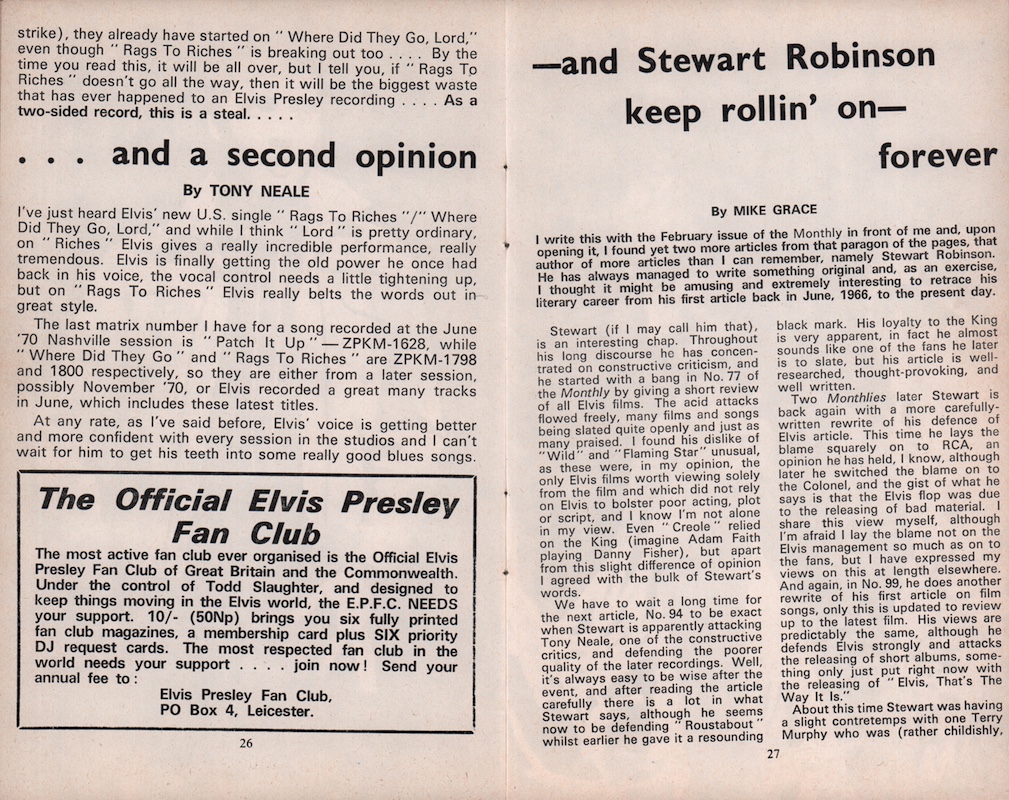 strike), they already have started on " Where Did They Go, Lord,"
even though " Rags To Riches " is breaking out too . . . . By the
time you read this, it will be all over, but I tell you, if " Rags To
Riches " doesn't go all the way, then it will be the biggest waste
that has ever happened to an Elvis Presley recording . . . . As a
two-sided record, this is a steal. . . . .
. . . and a second opinion
By TONY NEALE
I've just heard Elvis' new U.S. single " Rags To Riches "/" Where
Did They Go, Lord," and while I think " Lord " is pretty ordinary,
on " Riches " Elvis gives a really incredible performance, really
tremendous. Elvis is finally getting the old power he once had
back in his voice, the vocal control needs a little tightening up,
but on " Rags To Riches " Elvis really belts the words out in
great style.
The last matrix number I have for a song recorded at the June
'70 Nashville session is " Patch It Up " — ZPKM-1628, while
" Where Did They Go " and " Rags To Riches " are ZPKM-1798
and 1800 respectively, so they are either from a later session,
possibly November '70, or Elvis recorded a great many tracks
in June, which includes these latest titles.
At any rate, as I've said before, Elvis' voice is getting better
and more confident with every session in the studios and I can't
wait for him to get his teeth into some really good blues songs.
The Official Elvis Presley
Fan Club
The most active fan club ever organised is the Official Elvis
Presley Fan Club of Great Britain and the Commonwealth.
Under the control of Todd Slaughter, and designed to
keep things moving in the Elvis world, the E.P.F.C. NEEDS
your support. 10/- (50Np) brings you six fully printed
fan club magazines, a membership card plus SIX priority
DJ request cards. The most respected fan club in the
world needs your support . . . . join now! Send your
annual fee to :
Elvis Presley Fan Club,
PO Box 4, Leicester.
26
—and Stewart Robinson
keep rollin' on—
forever
By MIKE GRACE
I write this with the February issue of the Monthly in front of me and, upon
opening it, I found yet two more articles from that paragon of the pages, that
author of more articles than I can remember, namely Stewart Robinson.
He has always managed to write something original and, as an exercise,
I thought it might be amusing and extremely interesting to retrace his
literary career from his first article back in June, 1966, to the present day.
Stewart (if I may call him that),
is an interesting chap. Throughout
his long discourse he has concen-
trated on constructive criticism, and
he started with a bang in No. 77 of
the Monthly by giving a short review
of all Elvis films. The acid attacks
flowed freely, many films and songs
being slated quite openly and just as
many praised. I found his dislike of
"Wild" and "Flaming Star" unusual,
as these were, in my opinion, the
only Elvis films worth viewing solely
from the film and which did not rely
on Elvis to bolster poor acting, plot
or script, and I know I'm not alone
in my view. Even "Creole" relied
on the King (imagine Adam Faith
playing Danny Fisher), but apart
from this slight difference of opinion
I agreed with the bulk of Stewart's
words.
We have to wait a long time for
the next article, No. 94 to be exact
when Stewart is apparently attacking
Tony Neale, one of the constructive
critics, and defending the poorer
quality of the later recordings. Well,
it's always easy to be wise after the
event, and after reading the article
carefully there is a lot in what
Stewart says, although he seems
now to be defending "Roustabout"
whilst earlier he gave it a resounding
black mark. His loyalty to the King
is very apparent, in fact he almost
sounds like one of the fans he later
is to slate, but his article is well-
researched, thought-provoking, and
well written.
Two Monthlies later Stewart is
back again with a more carefully-
written rewrite of his defence of
Elvis article. This time he lays the
blame squarely on to RCA, an
opinion he has held, I know, although
later he switched the blame on to
the Colonel, and the gist of what he
says is that the Elvis flop was due
to the releasing of bad material. I
share this view myself, although
I'm afraid I lay the blame not on the
Elvis management so much as on to
the fans, but I have expressed my
views on this at length elsewhere.
And again, in No. 99, he does another
rewrite of his first article on film
songs, only this is updated to review
up to the latest film. His views are
predictably the same, although he
defends Elvis strongly and attacks
the releasing of short albums, some-
thing only just put right now with
the releasing of "Elvis, That's The
Way It Is."
About this time Stewart was having
a slight contretemps with one Terry
Murphy who was (rather childishly,
27